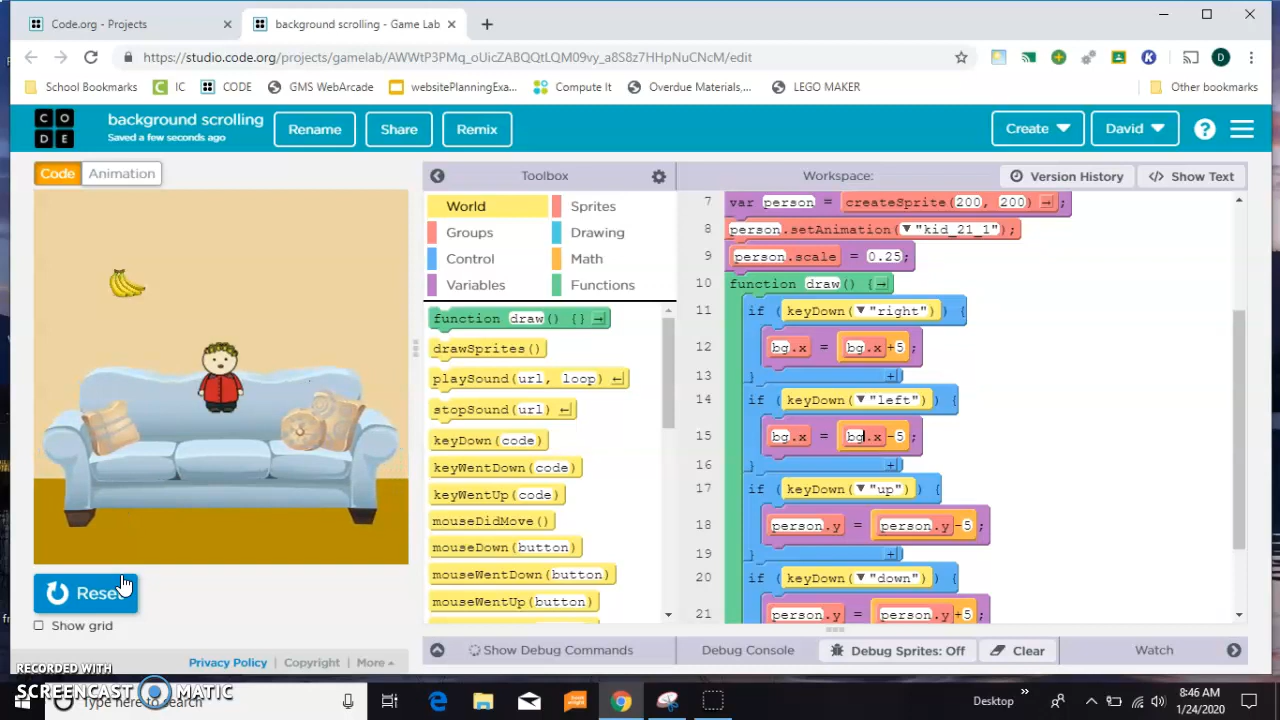 Code.org - Projects
background scrolling - Game Lab
https://studio.code.org/projects/gamelab/AWWtP3PMq_oUicZABQQtLQM09vy_a8S8z7HHpNuCNcM/edit
D
School Bookmarks
IC
CODE
GMS WebArcade
websitePlanningExa...
Compute It
Overdue Materials,...
LEGO MAKER
Other bookmarks
C O
D E
background scrolling
Saved a few seconds ago
Rename
Share
Remix
Create
David
?
Code
Animation
Toolbox
Workspace:
Version History
</> Show Text
World
Sprites
Groups
Drawing
Control
Math
Variables
Functions
function draw() {}
drawSprites()
playSound(url, loop)
stopSound(url)
keyDown(code)
keyWentDown(code)
keyWentUp(code)
mouseDidMove()
mouseDown(button)
mouseWentDown(button)
mouseWentUp(button)
7 var person = createSprite(200, 200);
8 person.setAnimation("kid_21_1");
9 person.scale = 0.25;
10 function draw() {
11 if (keyDown("right")) {
12 bg.x = bg.x+5;
13 }
14 if (keyDown("left")) {
15 bg.x = bg.x-5;
16 }
17 if (keyDown("up")) {
18 person.y = person.y-5;
19 }
20 if (keyDown("down")) {
21 person.y = person.y+5;
Reset
Show grid
Privacy Policy
Copyright
More
Show Debug Commands
Debug Console
Debug Sprites: Off
Clear
Watch
RECORDED WITH
SCREENCAST MATIC
Type here to search
Desktop
8:46 AM
1/24/2020